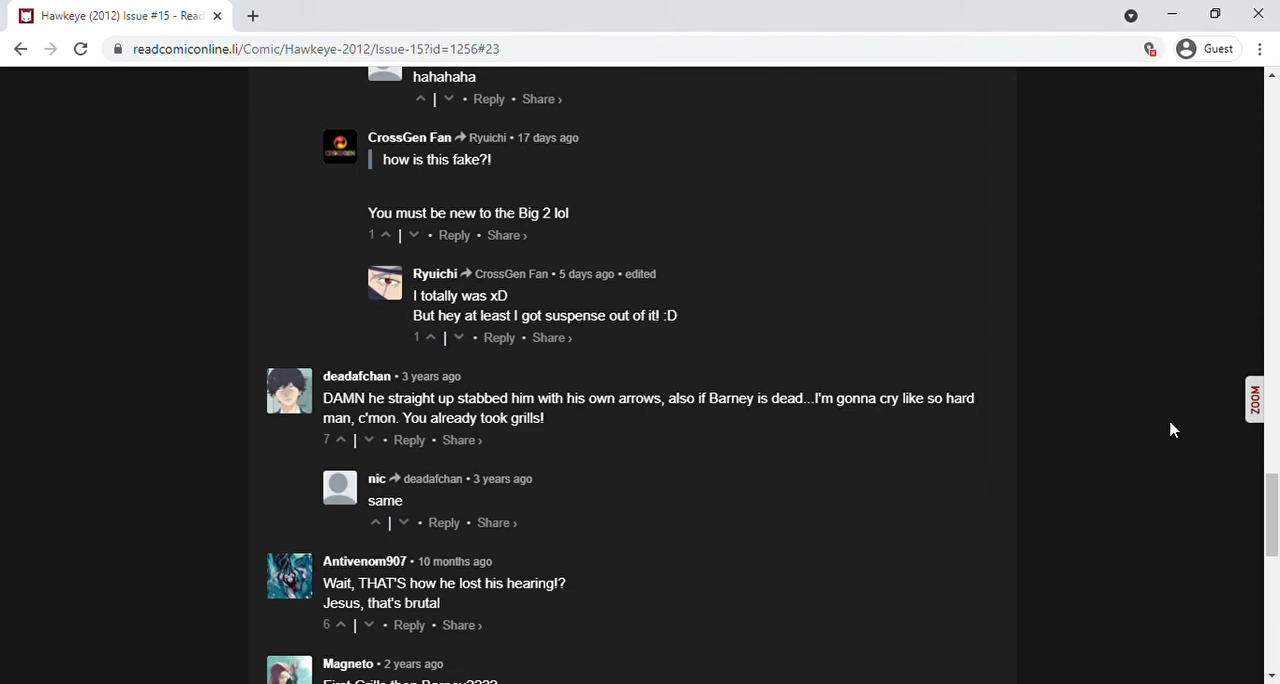 Hawkeye (2012) Issue #15 - Read
readcomiconline.li/Comic/Hawkeye-2012/Issue-15?id=1256#23
Guest
hahahaha
| • Reply • Share ›
CrossGen Fan Ryuichi • 17 days ago
how is this fake?!
You must be new to the Big 2 lol
1 | • Reply • Share ›
Ryuichi CrossGen Fan • 5 days ago • edited
I totally was xD
But hey at least I got suspense out of it! :D
1 | • Reply • Share ›
ZOOM
deadafchan • 3 years ago
DAMN he straight up stabbed him with his own arrows, also if Barney is dead...I'm gonna cry like so hard
man, c'mon. You already took grills!
7 | • Reply • Share ›
nic deadafchan • 3 years ago
same
| • Reply • Share ›
Antivenom907 • 10 months ago
Wait, THAT'S how he lost his hearing!?
Jesus, that's brutal
6 | • Reply • Share ›
Magneto • 2 years ago
First Grills then Barney????